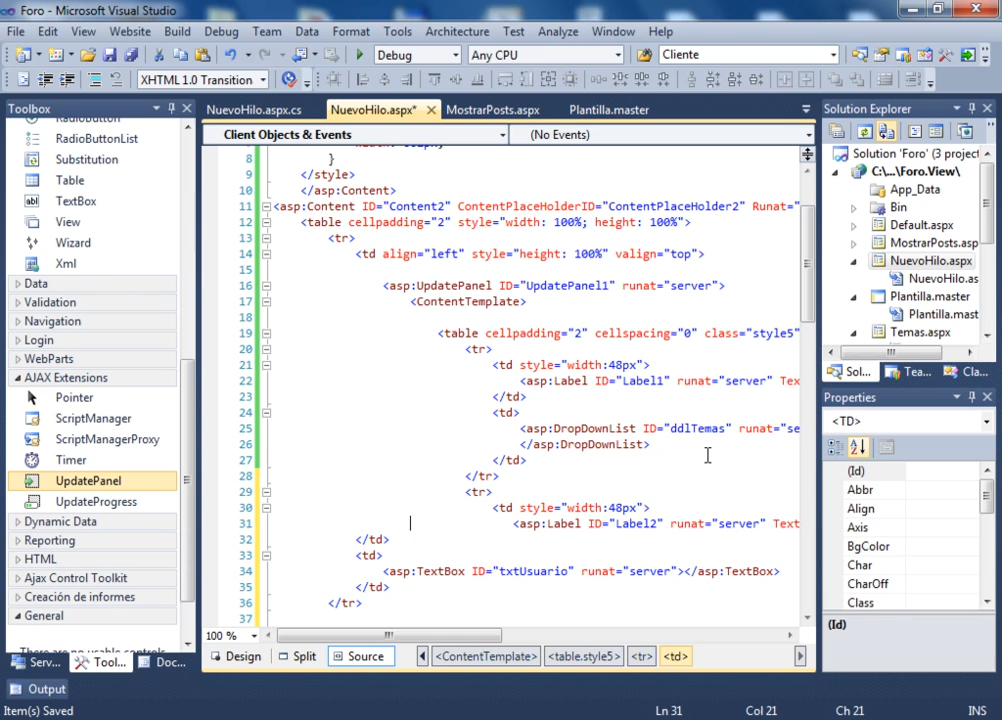 Foro - Microsoft Visual Studio
File Edit View Website Build Debug Team Data Format Tools Architecture Test Analyze Window Help
Debug Any CPU Cliente
XHTML 1.0 Transition
Toolbox
RadioButton
RadioButtonList
Substitution
Table
TextBox
View
Wizard
Xml
Data
Validation
Navigation
Login
WebParts
AJAX Extensions
Pointer
ScriptManager
ScriptManagerProxy
Timer
UpdatePanel
UpdateProgress
Dynamic Data
Reporting
HTML
Ajax Control Toolkit
Creación de informes
General
There are no usable controls
Serv... Tool... Doc...
NuevoHilo.aspx.cs NuevoHilo.aspx* MostrarPosts.aspx Plantilla.master
Client Objects & Events (No Events)
8 }
9 </style>
10 </asp:Content>
11 <asp:Content ID="Content2" ContentPlaceHolderID="ContentPlaceHolder2" Runat="
12 <table cellpadding="2" style="width: 100%; height: 100%">
13 <tr>
14 <td align="left" style="height: 100%" valign="top">
15
16 <asp:UpdatePanel ID="UpdatePanel1" runat="server">
17 <ContentTemplate>
18
19 <table cellpadding="2" cellspacing="0" class="style5"
20 <tr>
21 <td style="width:48px">
22 <asp:Label ID="Label1" runat="server" Tex
23 </td>
24 <td>
25 <asp:DropDownList ID="ddlTemas" runat="se
26 </asp:DropDownList>
27 </td>
28 </tr>
29 <tr>
30 <td style="width:48px">
31 <asp:Label ID="Label2" runat="server" Text
32 </td>
33 <td>
34 <asp:TextBox ID="txtUsuario" runat="server"></asp:TextBox>
35 </td>
36 </tr>
37
100 %
Design Split Source <ContentTemplate> <table.style5> <tr> <td>
Solution Explorer
Solution 'Foro' (3 project
C:\...\Foro.View\
App_Data
Bin
Default.aspx
MostrarPosts.asp
NuevoHilo.aspx
NuevoHilo.as
Plantilla.master
Plantilla.mast
Temas.aspx
Sol... Tea... Cla...
Properties
<TD>
(Id)
Abbr
Align
Axis
BgColor
Char
CharOff
Class
(Id)
Output
Item(s) Saved Ln 31 Col 21 Ch 21 INS